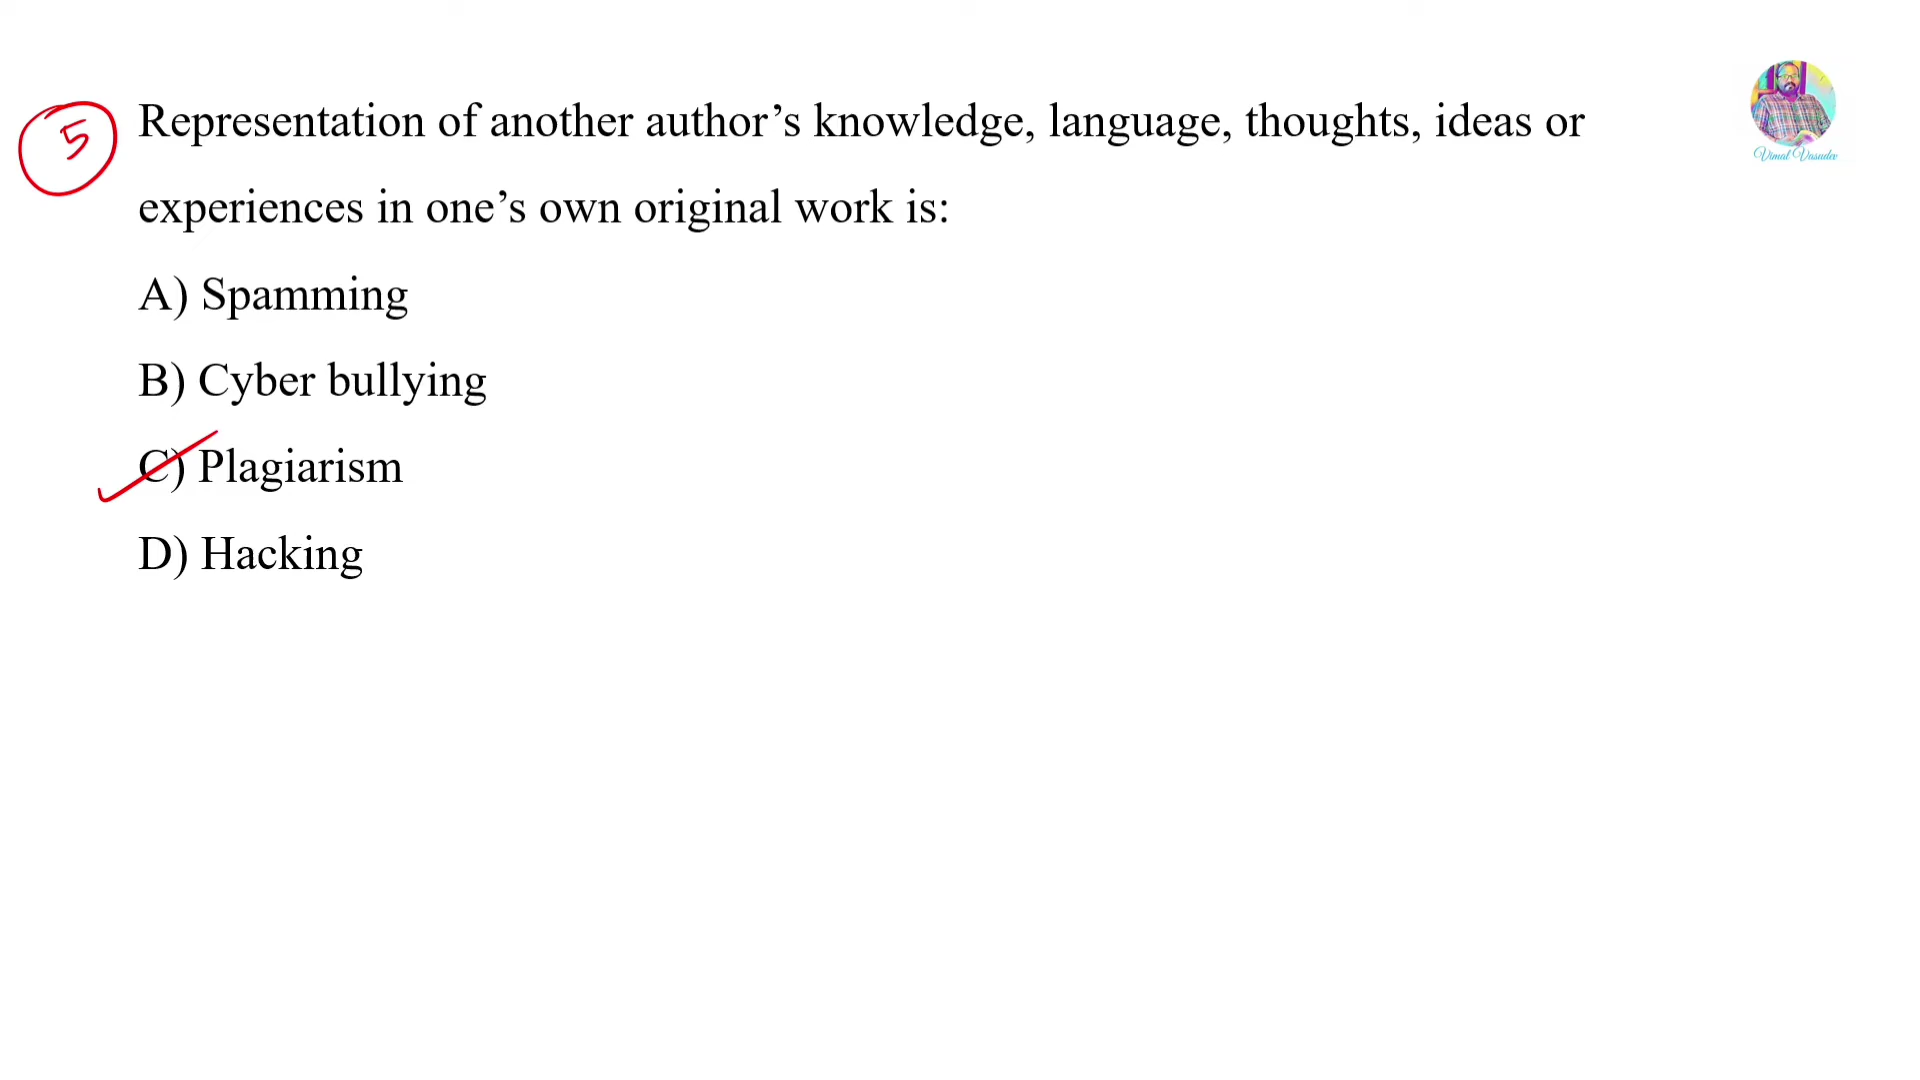 5
Representation of another author’s knowledge, language, thoughts, ideas or
experiences in one’s own original work is:
A) Spamming
B) Cyber bullying
C) Plagiarism
D) Hacking
Vimal Vasudev